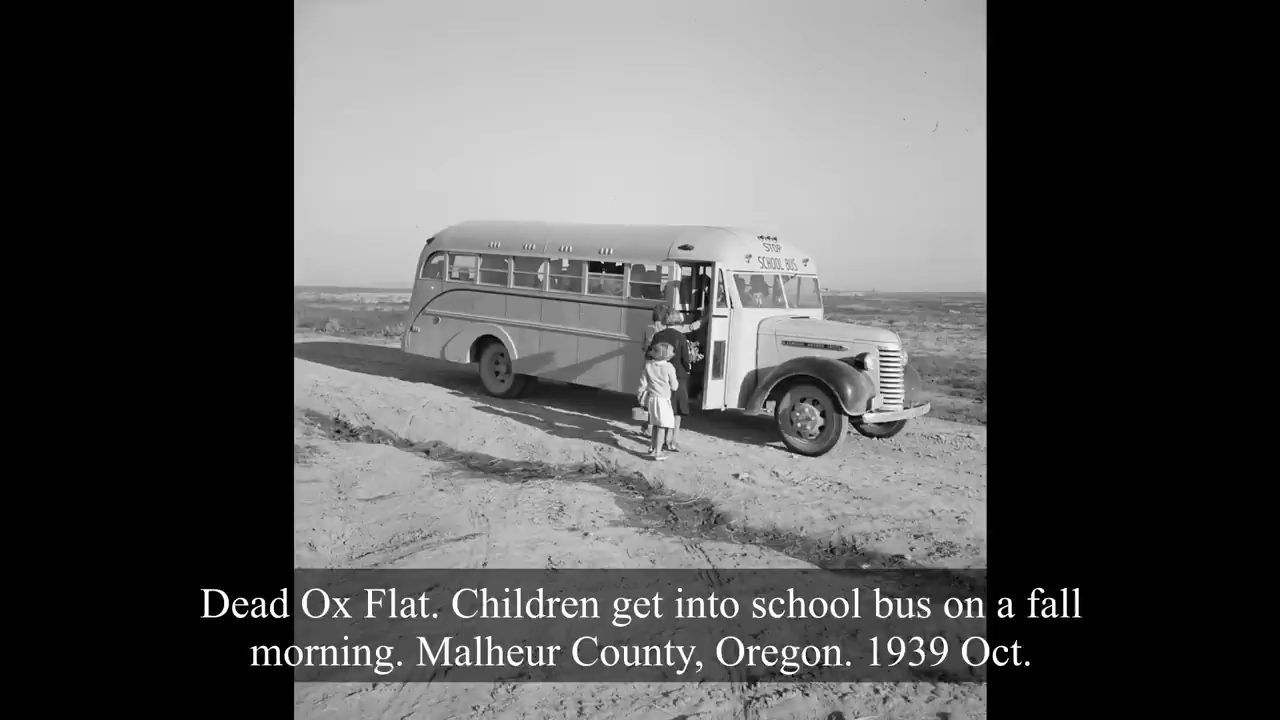 STOP
SCHOOL BUS
Dead Ox Flat. Children get into school bus on a fall
morning. Malheur County, Oregon. 1939 Oct.